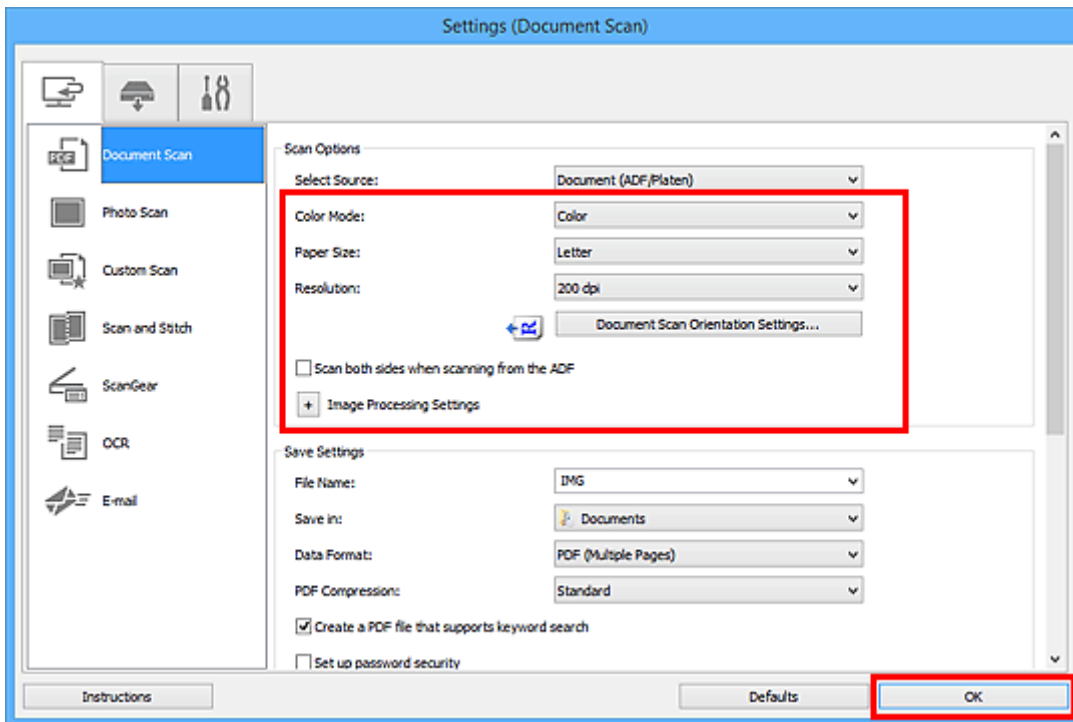 Settings (Document Scan)
PDF
Document Scan
Photo Scan
Custom Scan
Scan and Stitch
ScanGear
OCR
E-mail
Scan Options
Select Source: Document (ADF/Platen)
Color Mode: Color
Paper Size: Letter
Resolution: 200 dpi
R Document Scan Orientation Settings...
Scan both sides when scanning from the ADF
+ Image Processing Settings
Save Settings
File Name: IMG
Save in: Documents
Data Format: PDF (Multiple Pages)
PDF Compression: Standard
Create a PDF file that supports keyword search
Set up password security
Instructions Defaults OK